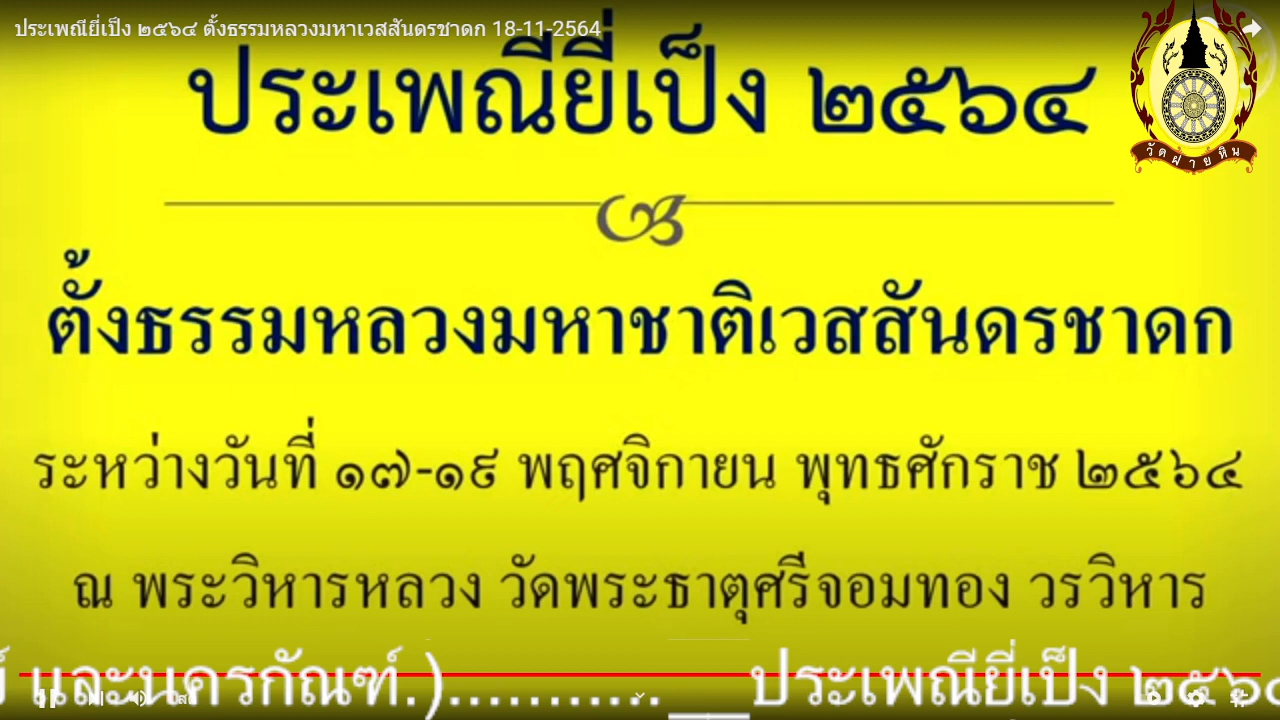 ประเพณียี่เป็ง ๒๕๖๔ ตั้งธรรมหลวงมหาเวสสันดรชาดก 18-11-2564
ประเพณียี่เป็ง ๒๕๖๔
วัดฝายหิน
ตั้งธรรมหลวงมหาชาติเวสสันดรชาดก
ระหว่างวันที่ ๑๗-๑๙ พฤศจิกายน พุทธศักราช ๒๕๖๔
ณ พระวิหารหลวง วัดพระธาตุศรีจอมทอง วรวิหาร
และนครกัณฑ์.)...........__ประเพณียี่เป็ง ๒๕๖๔